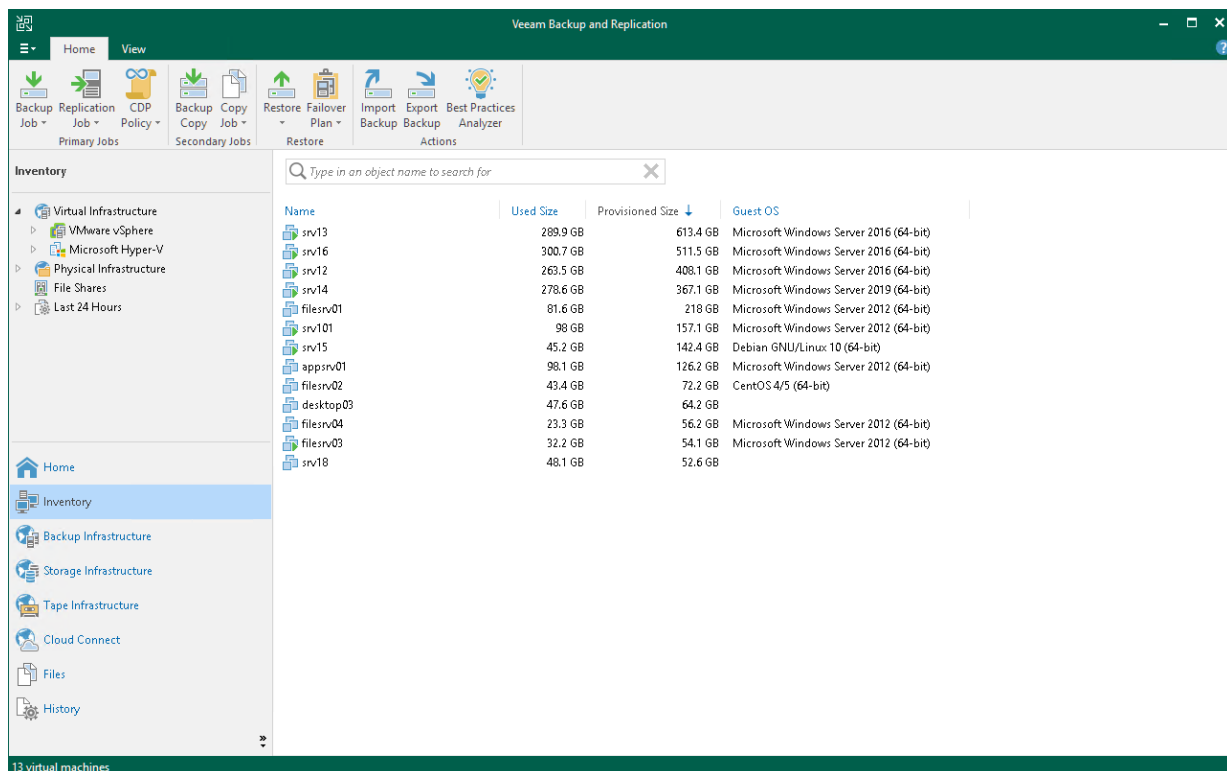 Veeam Backup and Replication
Home View
Backup Job Replication Job CDP Policy Backup Copy Copy Job Restore Failover Plan Import Backup Export Backup Best Practices Analyzer
Primary Jobs Secondary Jobs Restore Actions
Inventory
Virtual Infrastructure
VMware vSphere
Microsoft Hyper-V
Physical Infrastructure
File Shares
Last 24 Hours
Home
Inventory
Backup Infrastructure
Storage Infrastructure
Tape Infrastructure
Cloud Connect
Files
History
Type in an object name to search for
Name Used Size Provisioned Size Guest OS
srv13 289.9 GB 613.4 GB Microsoft Windows Server 2016 (64-bit)
srv16 300.7 GB 511.5 GB Microsoft Windows Server 2016 (64-bit)
srv12 263.5 GB 408.1 GB Microsoft Windows Server 2016 (64-bit)
srv14 278.6 GB 367.1 GB Microsoft Windows Server 2019 (64-bit)
filesrv01 81.6 GB 218 GB Microsoft Windows Server 2012 (64-bit)
srv101 98 GB 157.1 GB Microsoft Windows Server 2012 (64-bit)
srv15 45.2 GB 142.4 GB Debian GNU/Linux 10 (64-bit)
appsrv01 98.1 GB 126.2 GB Microsoft Windows Server 2012 (64-bit)
filesrv02 43.4 GB 72.2 GB CentOS 4/5 (64-bit)
desktop03 47.6 GB 64.2 GB
filesrv04 23.3 GB 56.2 GB Microsoft Windows Server 2012 (64-bit)
filesrv03 32.2 GB 54.1 GB Microsoft Windows Server 2012 (64-bit)
srv18 48.1 GB 52.6 GB
13 virtual machines